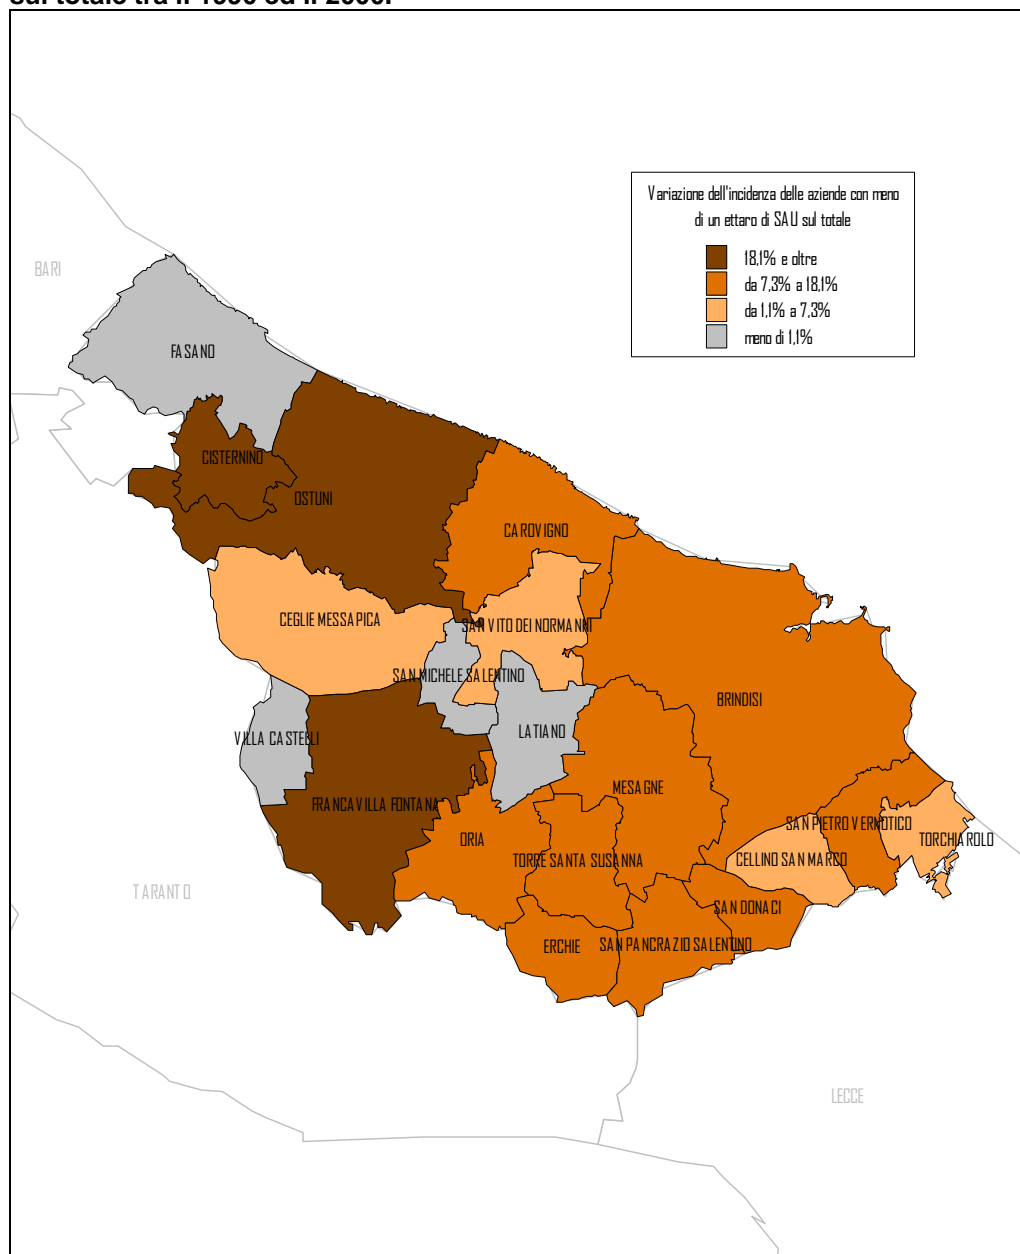 Variazione dell'incidenza delle aziende con meno
di un ettaro di SAU sul totale
18,1% e oltre
da 7,3% a 18,1%
da 1,1% a 7,3%
meno di 1,1%
BARI
FASANO
CISTERNINO
OSTUNI
CAROVIGNO
CEGLIE MESSAPICA
SAN VITO DEI NORMANNI
SAN MICHELE SALENTINO
BRINDISI
VILLA CASTELLI
LATIANO
MESAGNE
FRANCAVILLA FONTANA
SAN PIETRO VERNOTICO
ORIA
TORCHIAROLO
TORRE SANTA SUSANNA
CELLINO SAN MARCO
TARANTO
SAN DONACI
ERCHIE
SAN PANCRAZIO SALENTINO
LECCE